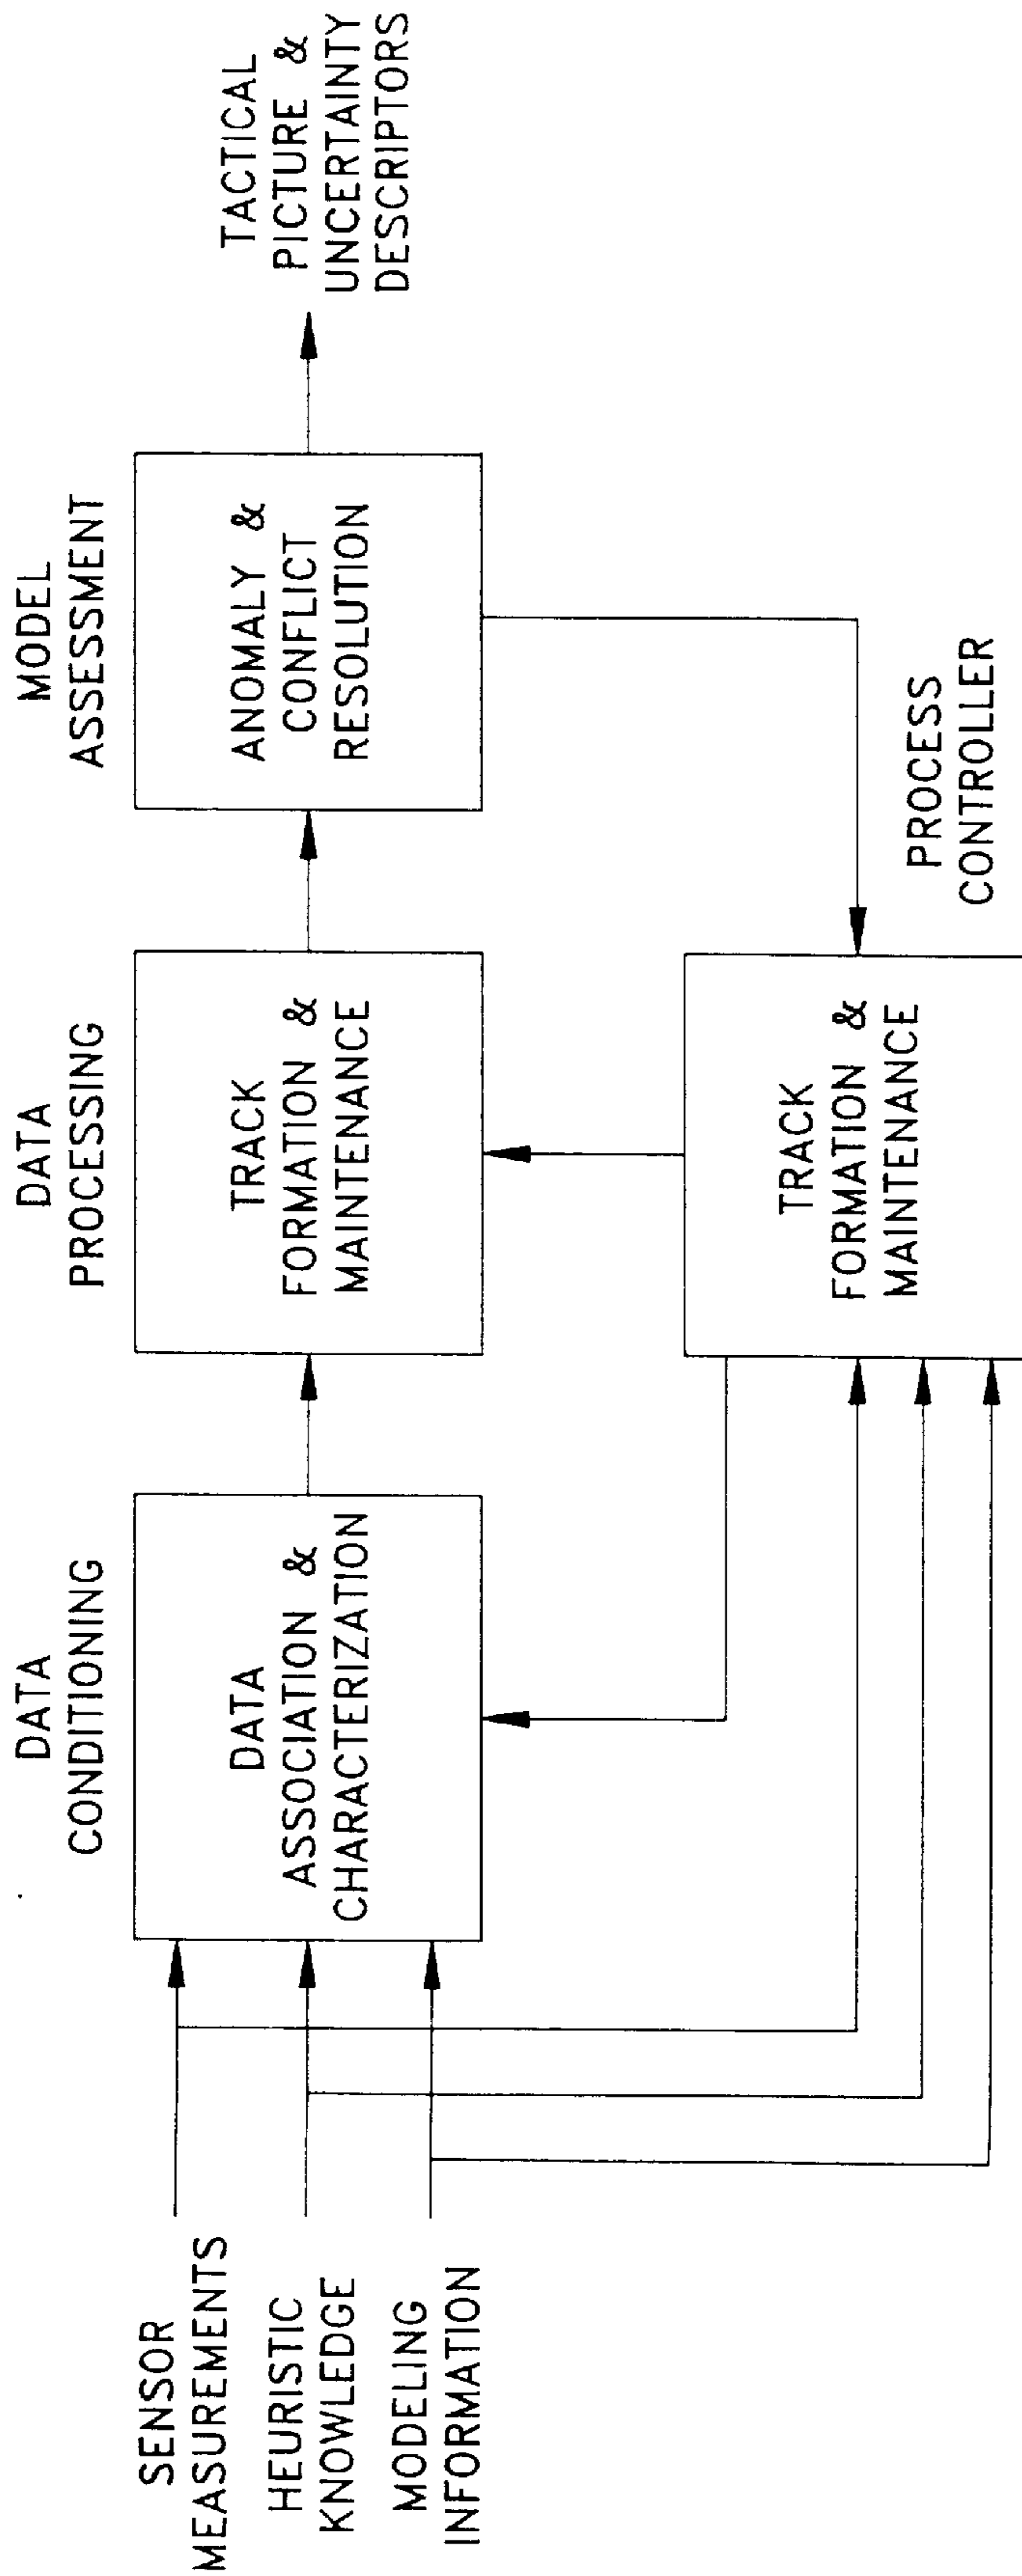 DATA
CONDITIONING
DATA
PROCESSING
MODEL
ASSESSMENT
SENSOR
MEASUREMENTS
HEURISTIC
KNOWLEDGE
MODELING
INFORMATION
DATA
ASSOCIATION &
CHARACTERIZATION
TRACK
FORMATION &
MAINTENANCE
ANOMALY &
CONFLICT
RESOLUTION
TACTICAL
PICTURE &
UNCERTAINTY
DESCRIPTORS
TRACK
FORMATION &
MAINTENANCE
PROCESS
CONTROLLER